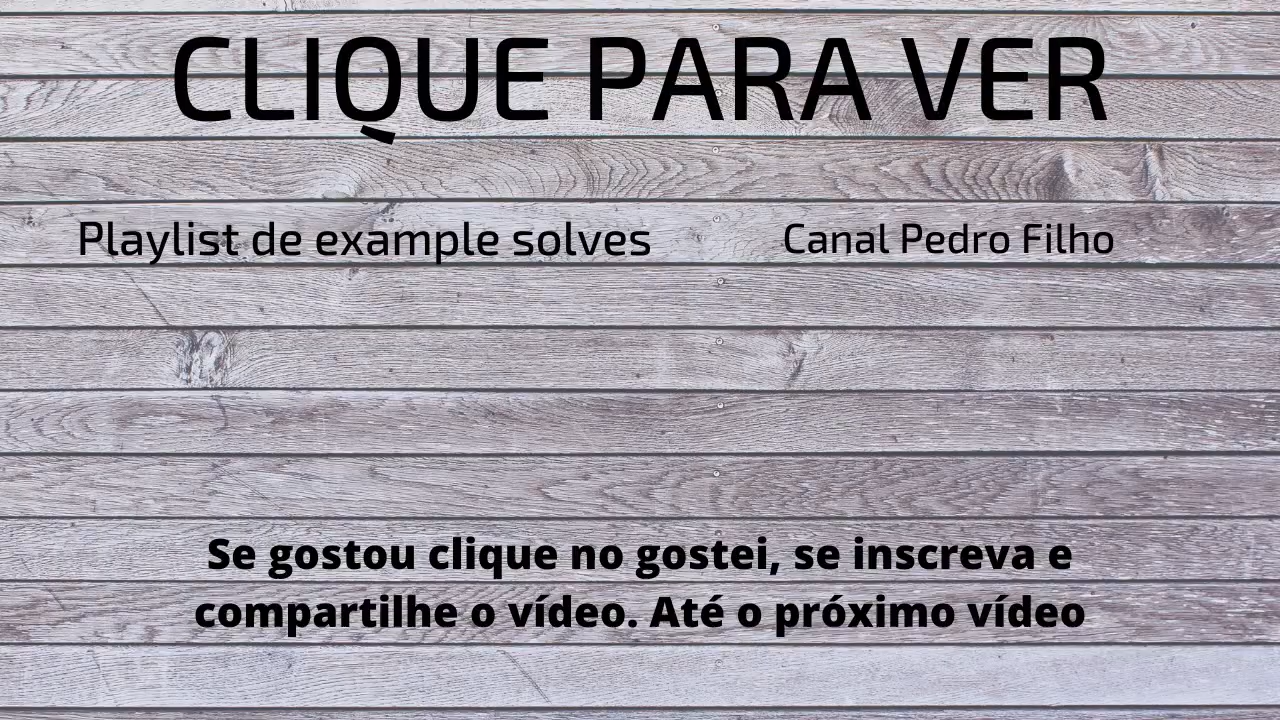 CLIQUE PARA VER
Playlist de example solves
Canal Pedro Filho
Se gostou clique no gostei, se inscreva e
compartilhe o vídeo. Até o próximo vídeo